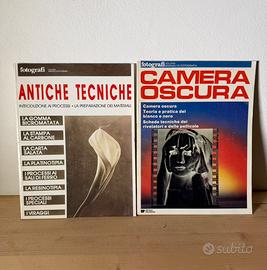 fotografi
ANTICHE TECNICHE
INTRODUZIONE AI PROCESSI • LA PREPARAZIONE DEI MATERIALI
LA GOMMA
BICROMATATA
LA STAMPA
AL CARBONE
LA CARTA
SALATA
LA PLATINOTIPIA
I PROCESSI AI
SALI DI FERRO
LA RESINOTIPIA
I PROCESSI
SPECIALI
I VIRAGGI
fotografi
CAMERA
OSCURA
Camera oscura
Teoria e pratica del
bianco e nero
Schede tecniche dei
rivelatori e delle pellicole
subito